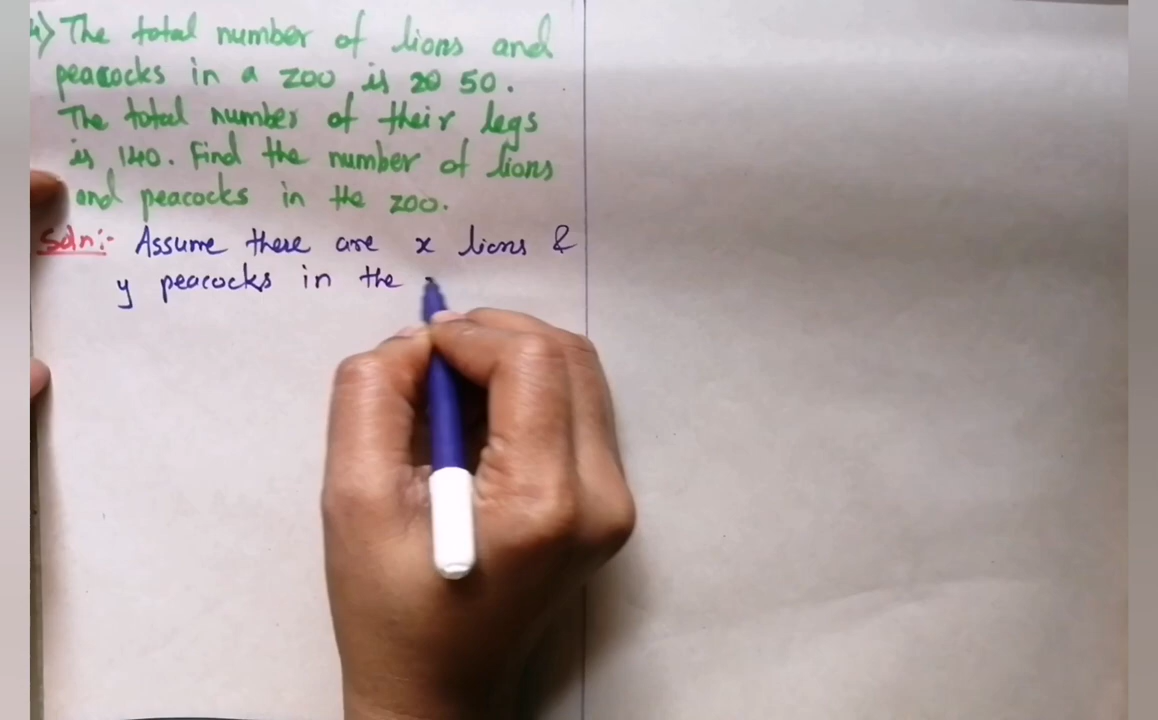 4) The total number of lions and
peacocks in a zoo is 20 50.
The total number of their legs
is 140. Find the number of lions
and peacocks in the zoo.
Soln:- Assume there are x lions &
y peacocks in the